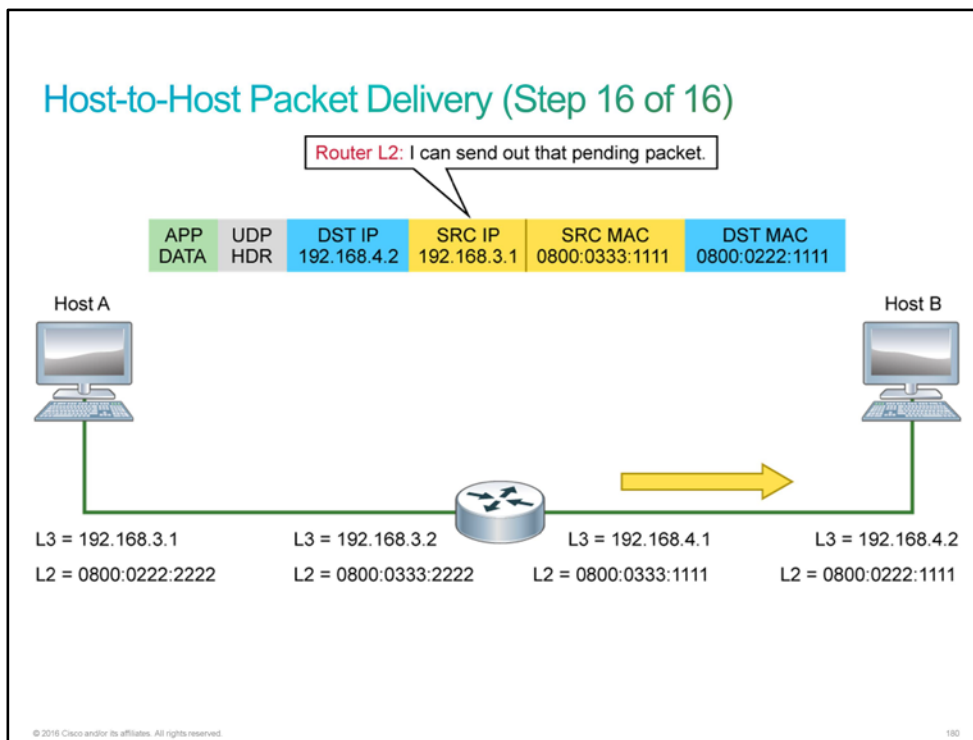 Host-to-Host Packet Delivery (Step 16 of 16)
Router L2: I can send out that pending packet.
APP DATA
UDP HDR
DST IP 192.168.4.2
SRC IP 192.168.3.1
SRC MAC 0800:0333:1111
DST MAC 0800:0222:1111
Host A
Host B
L3 = 192.168.3.1
L3 = 192.168.3.2
L3 = 192.168.4.1
L3 = 192.168.4.2
L2 = 0800:0222:2222
L2 = 0800:0333:2222
L2 = 0800:0333:1111
L2 = 0800:0222:1111
© 2016 Cisco and/or its affiliates. All rights reserved.
180